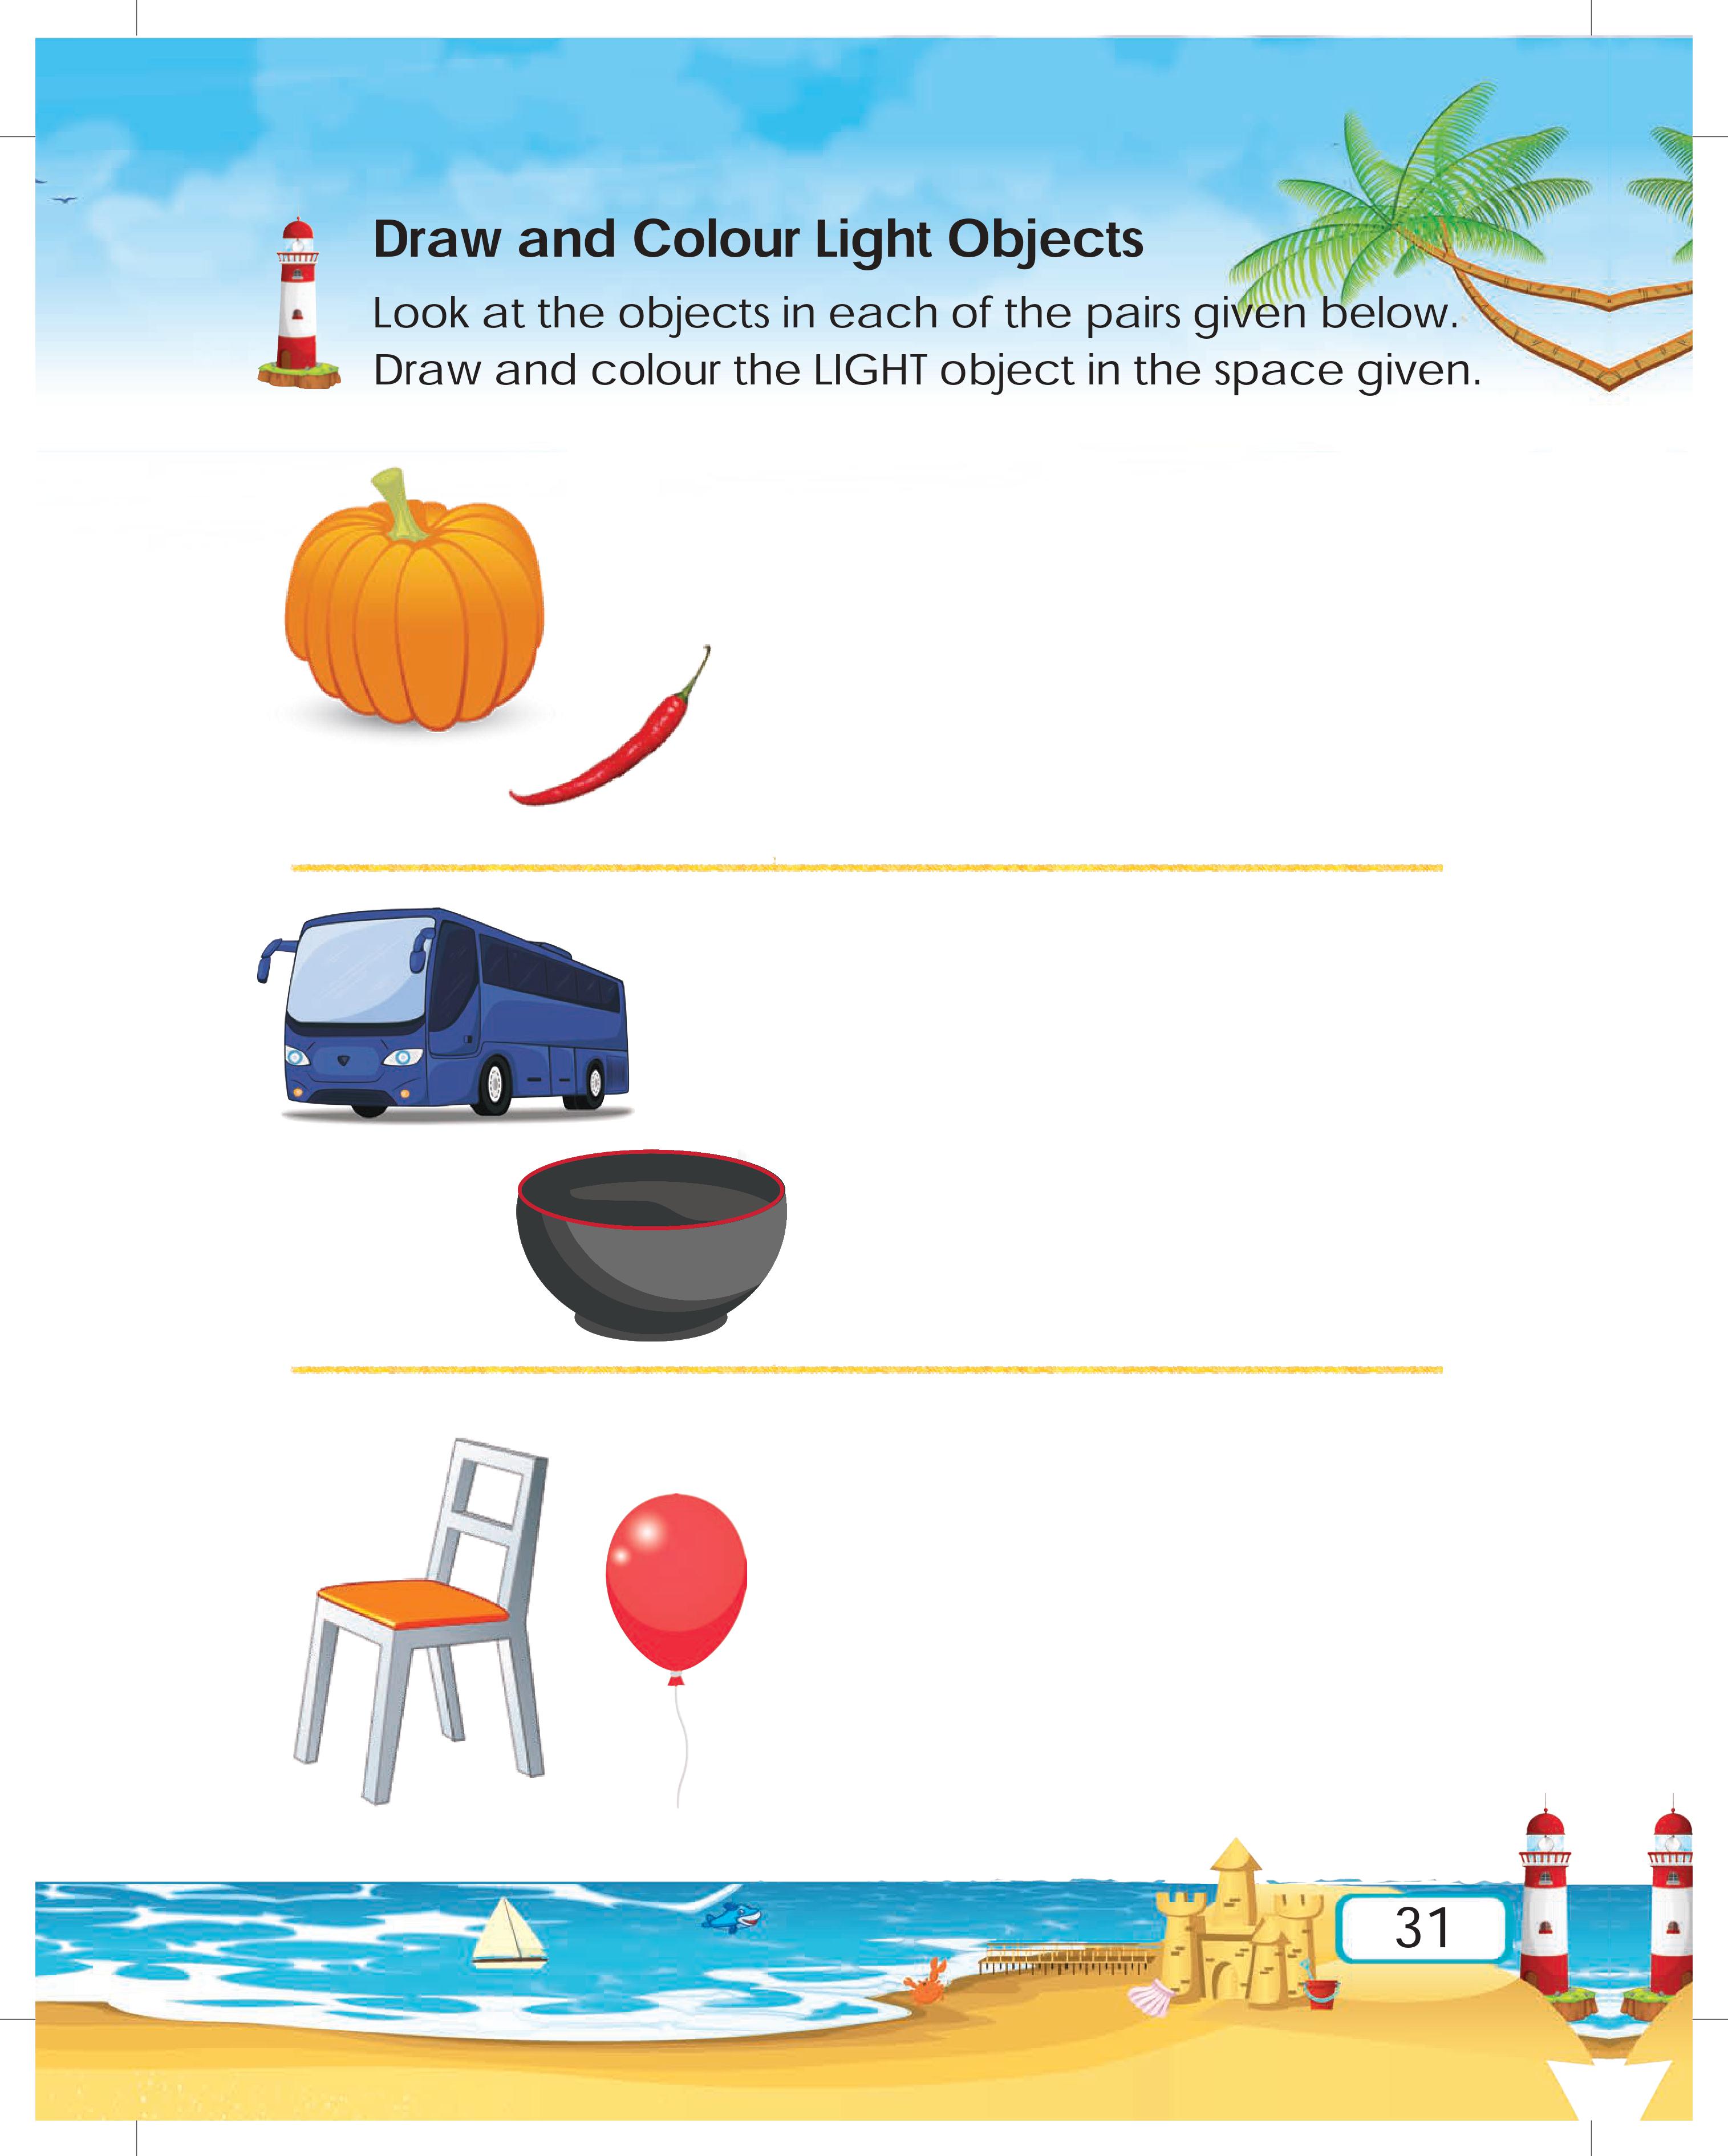 Draw and Colour Light Objects
Look at the objects in each of the pairs given below.
Draw and colour the LIGHT object in the space given.
31